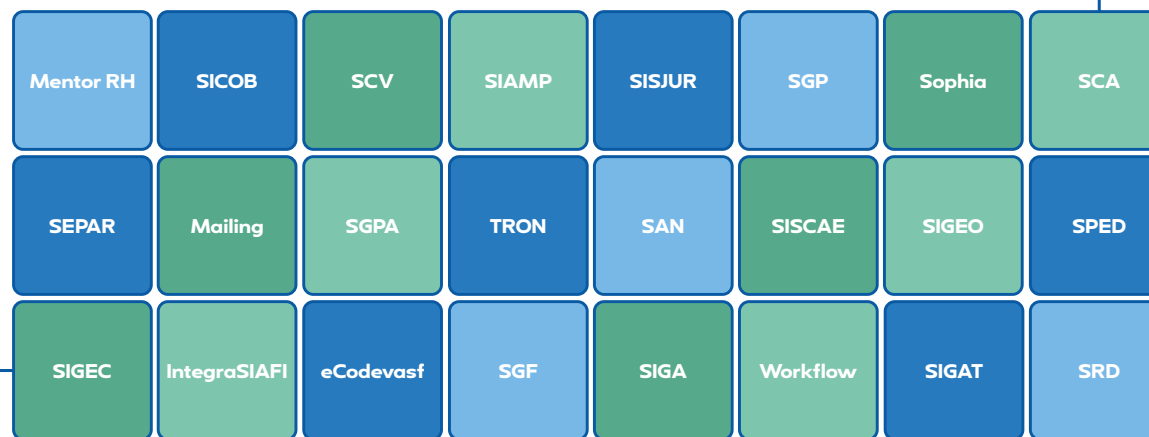 Mentor RH SICOB SCV SIAMP SISJUR SGP Sophia SCA
SEPAR Mailing SGPA TRON SAN SISCAE SIGEO SPED
SIGEC IntegraSIAFI eCodevasf SGF SIGA Workflow SIGAT SRD